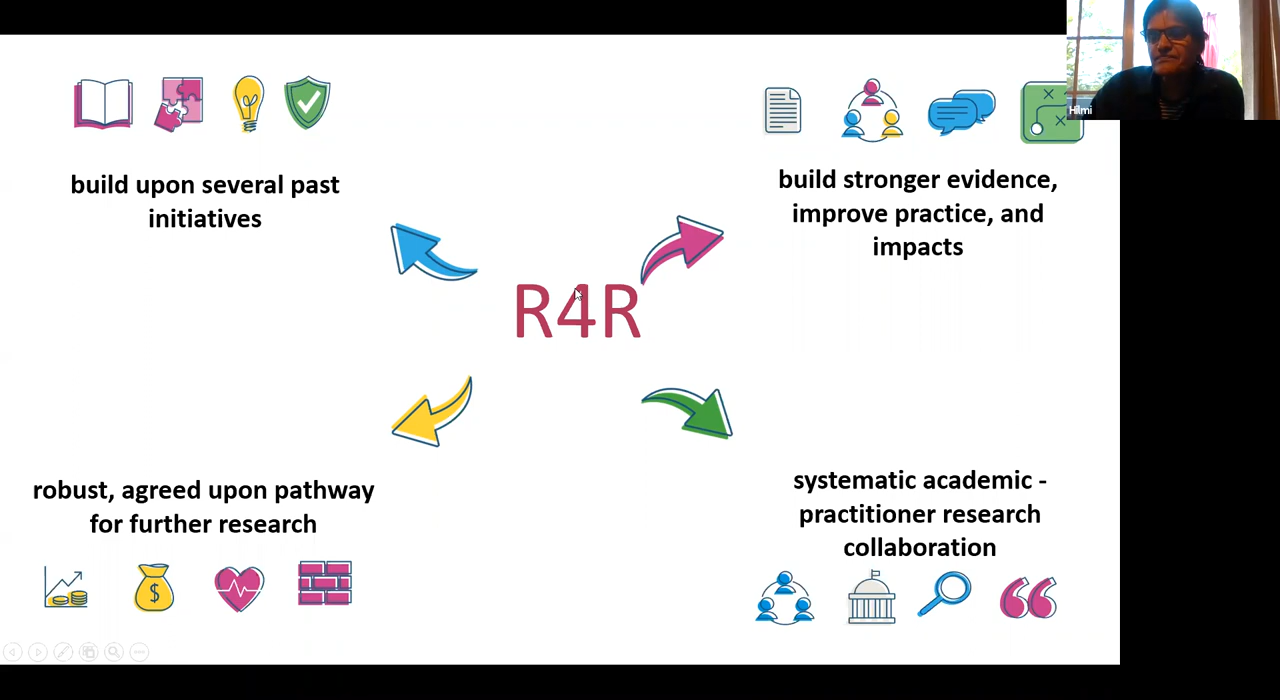 build upon several past
initiatives
build stronger evidence,
improve practice, and
impacts
Hilmi
R4R
robust, agreed upon pathway
for further research
systematic academic -
practitioner research
collaboration
$